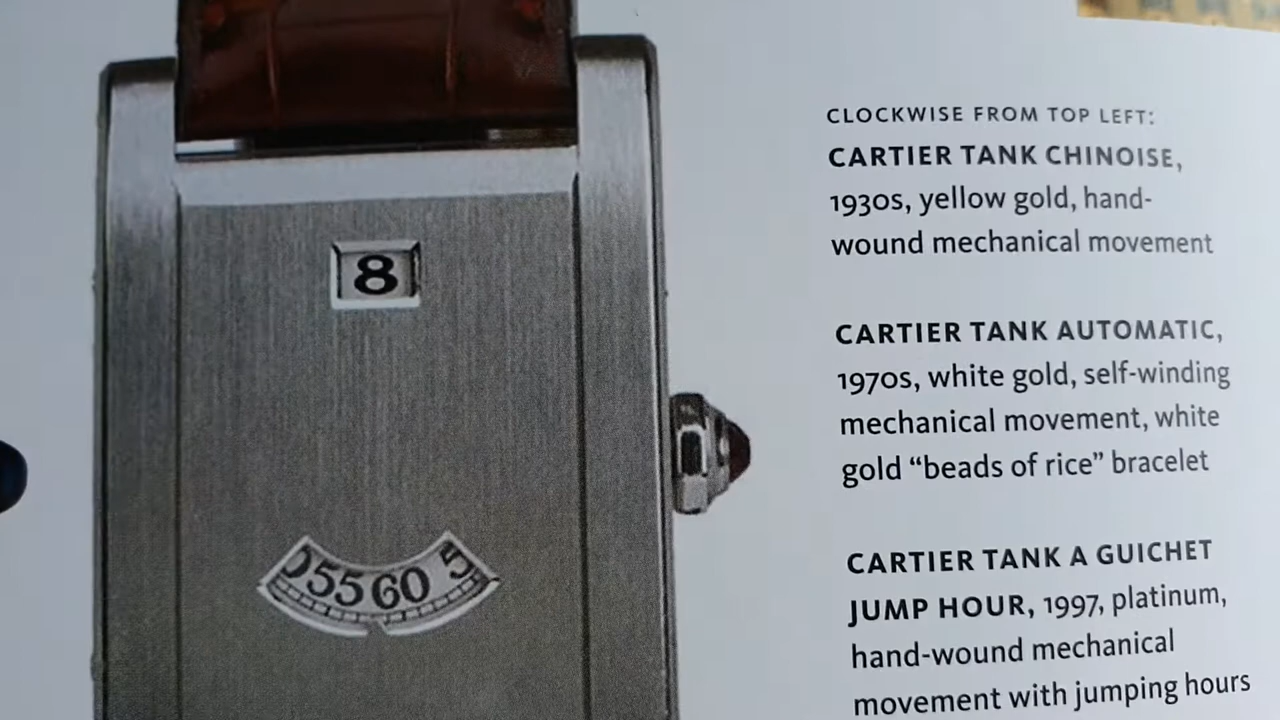 8
55 60 5
CLOCKWISE FROM TOP LEFT:
CARTIER TANK CHINOISE,
1930s, yellow gold, hand-
wound mechanical movement
CARTIER TANK AUTOMATIC,
1970s, white gold, self-winding
mechanical movement, white
gold “beads of rice” bracelet
CARTIER TANK A GUICHET
JUMP HOUR, 1997, platinum,
hand-wound mechanical
movement with jumping hours